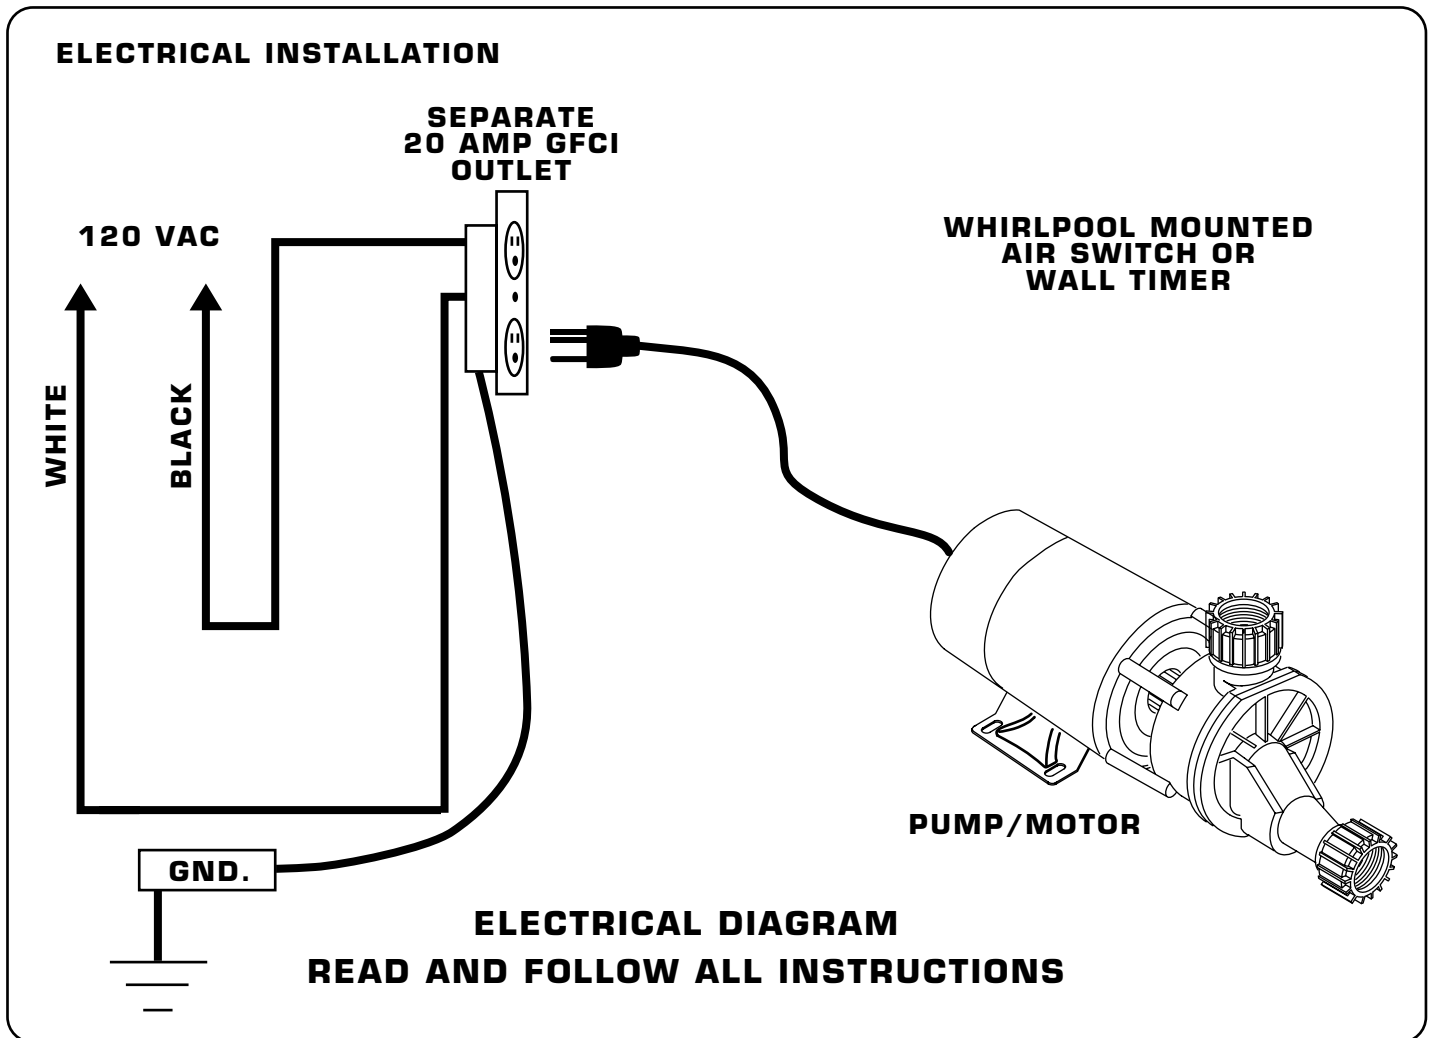 ELECTRICAL INSTALLATION
SEPARATE
20 AMP GFCI
OUTLET
120 VAC
WHIRLPOOL MOUNTED
AIR SWITCH OR
WALL TIMER
WHITE
BLACK
PUMP/MOTOR
GND.
ELECTRICAL DIAGRAM
READ AND FOLLOW ALL INSTRUCTIONS